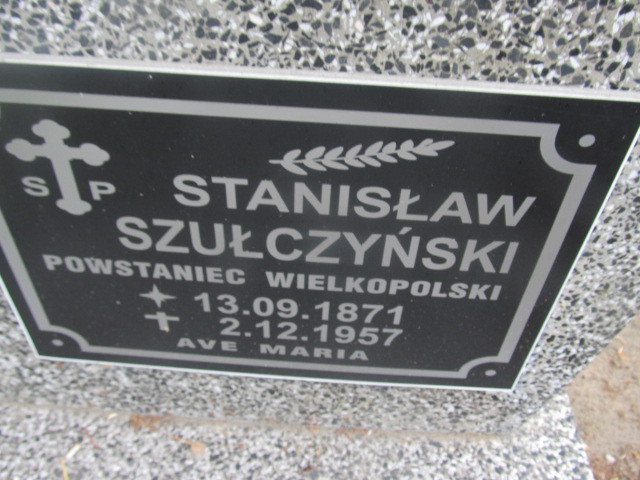 S P
STANISŁAW
SZUŁCZYŃSKI
POWSTANIEC WIELKOPOLSKI
13.09.1871
2.12.1957
AVE MARIA